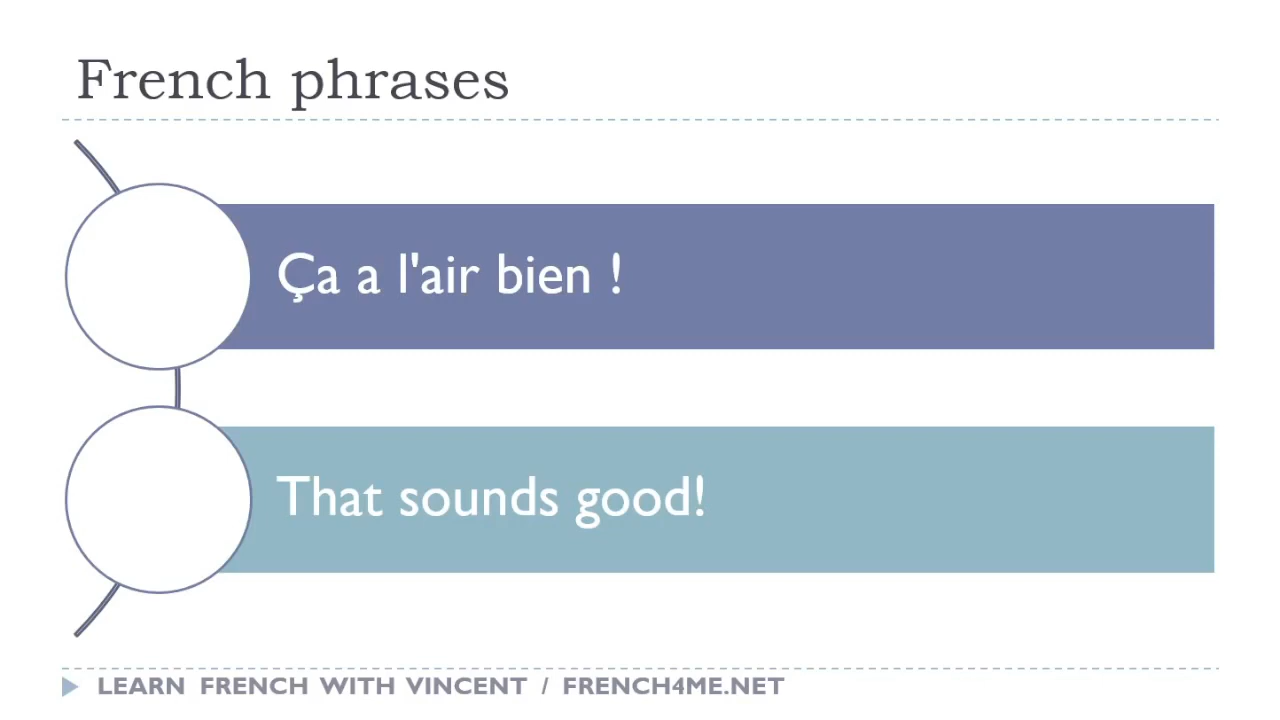 French phrases
Ça a l'air bien !
That sounds good!
LEARN FRENCH WITH VINCENT / FRENCH4ME.NET